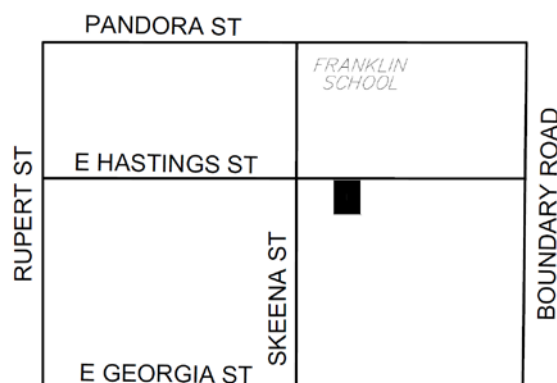 PANDORA ST
FRANKLIN
SCHOOL
E HASTINGS ST
RUPERT ST
SKEENA ST
BOUNDARY ROAD
E GEORGIA ST